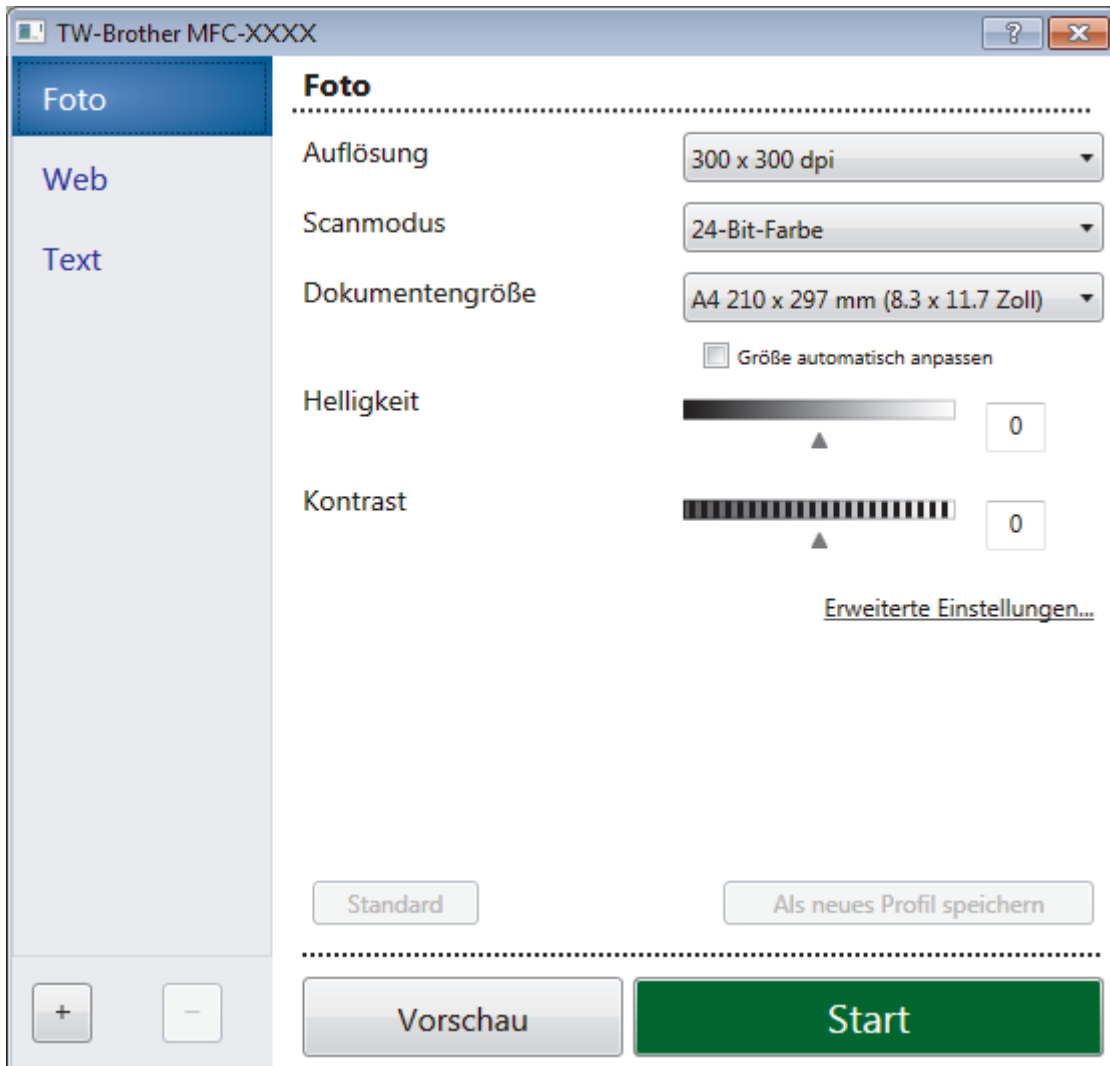 TW-Brother MFC-XXXX
?
Foto
Web
Text
Foto
Auflösung 300 x 300 dpi
Scanmodus 24-Bit-Farbe
Dokumentengröße A4 210 x 297 mm (8.3 x 11.7 Zoll)
Größe automatisch anpassen
Helligkeit 0
Kontrast 0
Erweiterte Einstellungen...
Standard Als neues Profil speichern
+ − Vorschau Start